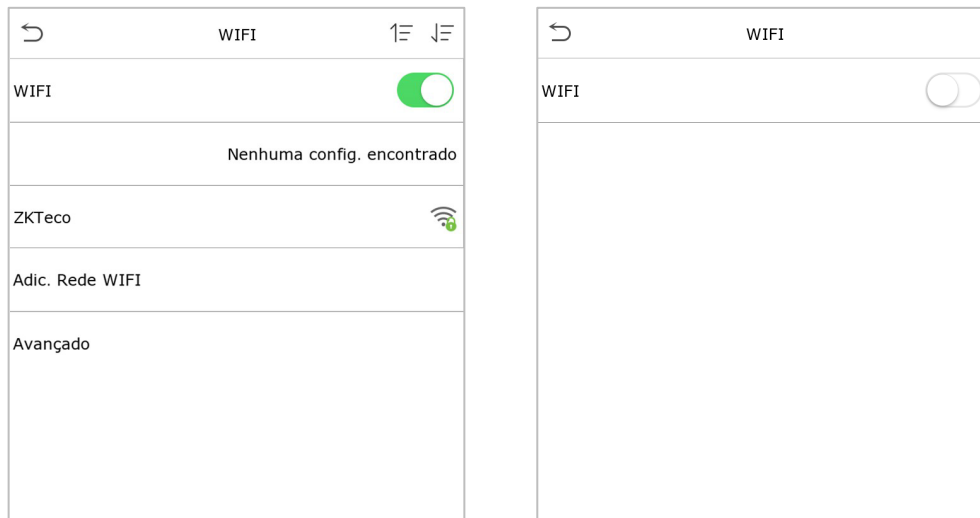 WIFI
WIFI
Nenhuma config. encontrado
ZKTeco
Adic. Rede WIFI
Avançado
WIFI
WIFI